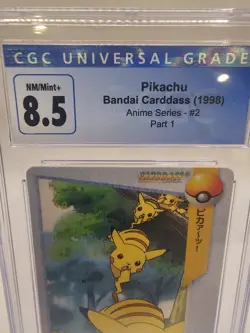 CGC UNIVERSAL GRADE
NM/Mint+
8.5
Pikachu
Bandai Carddass (1998)
Anime Series - #2
Part 1
CARDDASS
ピカァ〜ッ!